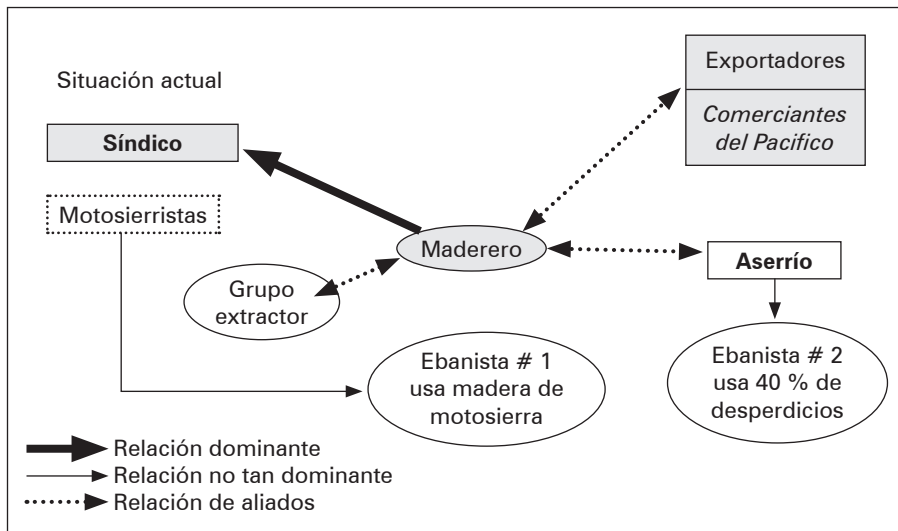 Situación actual
Exportadores
Comerciantes
del Pacifico
Síndico
Motosierristas
Maderero
Aserrío
Grupo
extractor
Ebanista # 1
usa madera de
motosierra
Ebanista # 2
usa 40 % de
desperdicios
Relación dominante
Relación no tan dominante
Relación de aliados